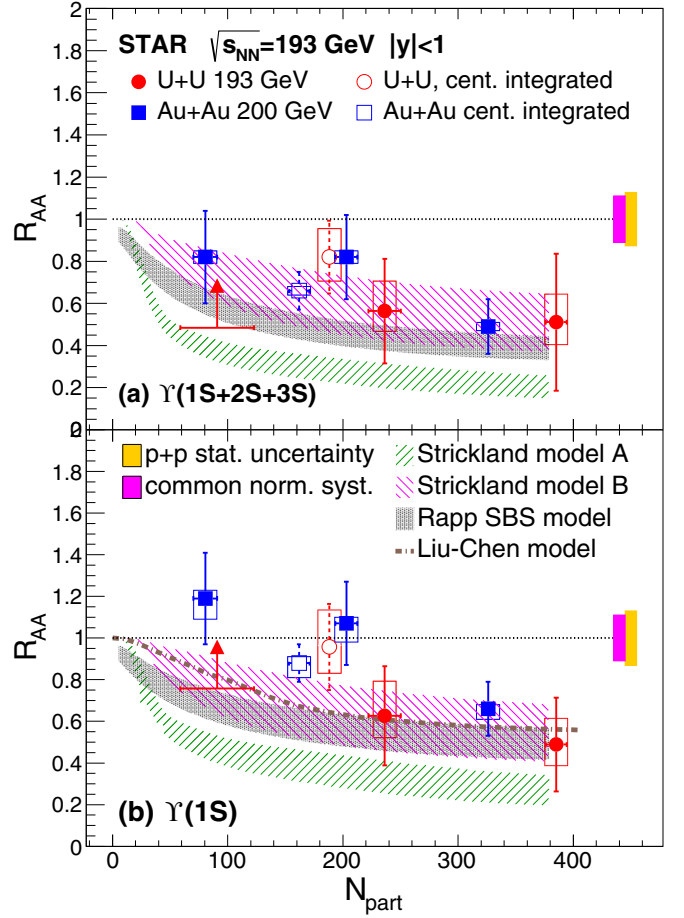 STAR √s_NN=193 GeV |y|<1
U+U 193 GeV
U+U, cent. integrated
Au+Au 200 GeV
Au+Au cent. integrated
2
1.8
1.6
1.4
1.2
1
0.8
0.6
0.4
0.2
R_AA
(a) ϒ(1S+2S+3S)
2
1.8
1.6
1.4
1.2
1
0.8
0.6
0.4
0.2
0
R_AA
p+p stat. uncertainty
common norm. syst.
Strickland model A
Strickland model B
Rapp SBS model
Liu-Chen model
(b) ϒ(1S)
0 100 200 300 400
N_part